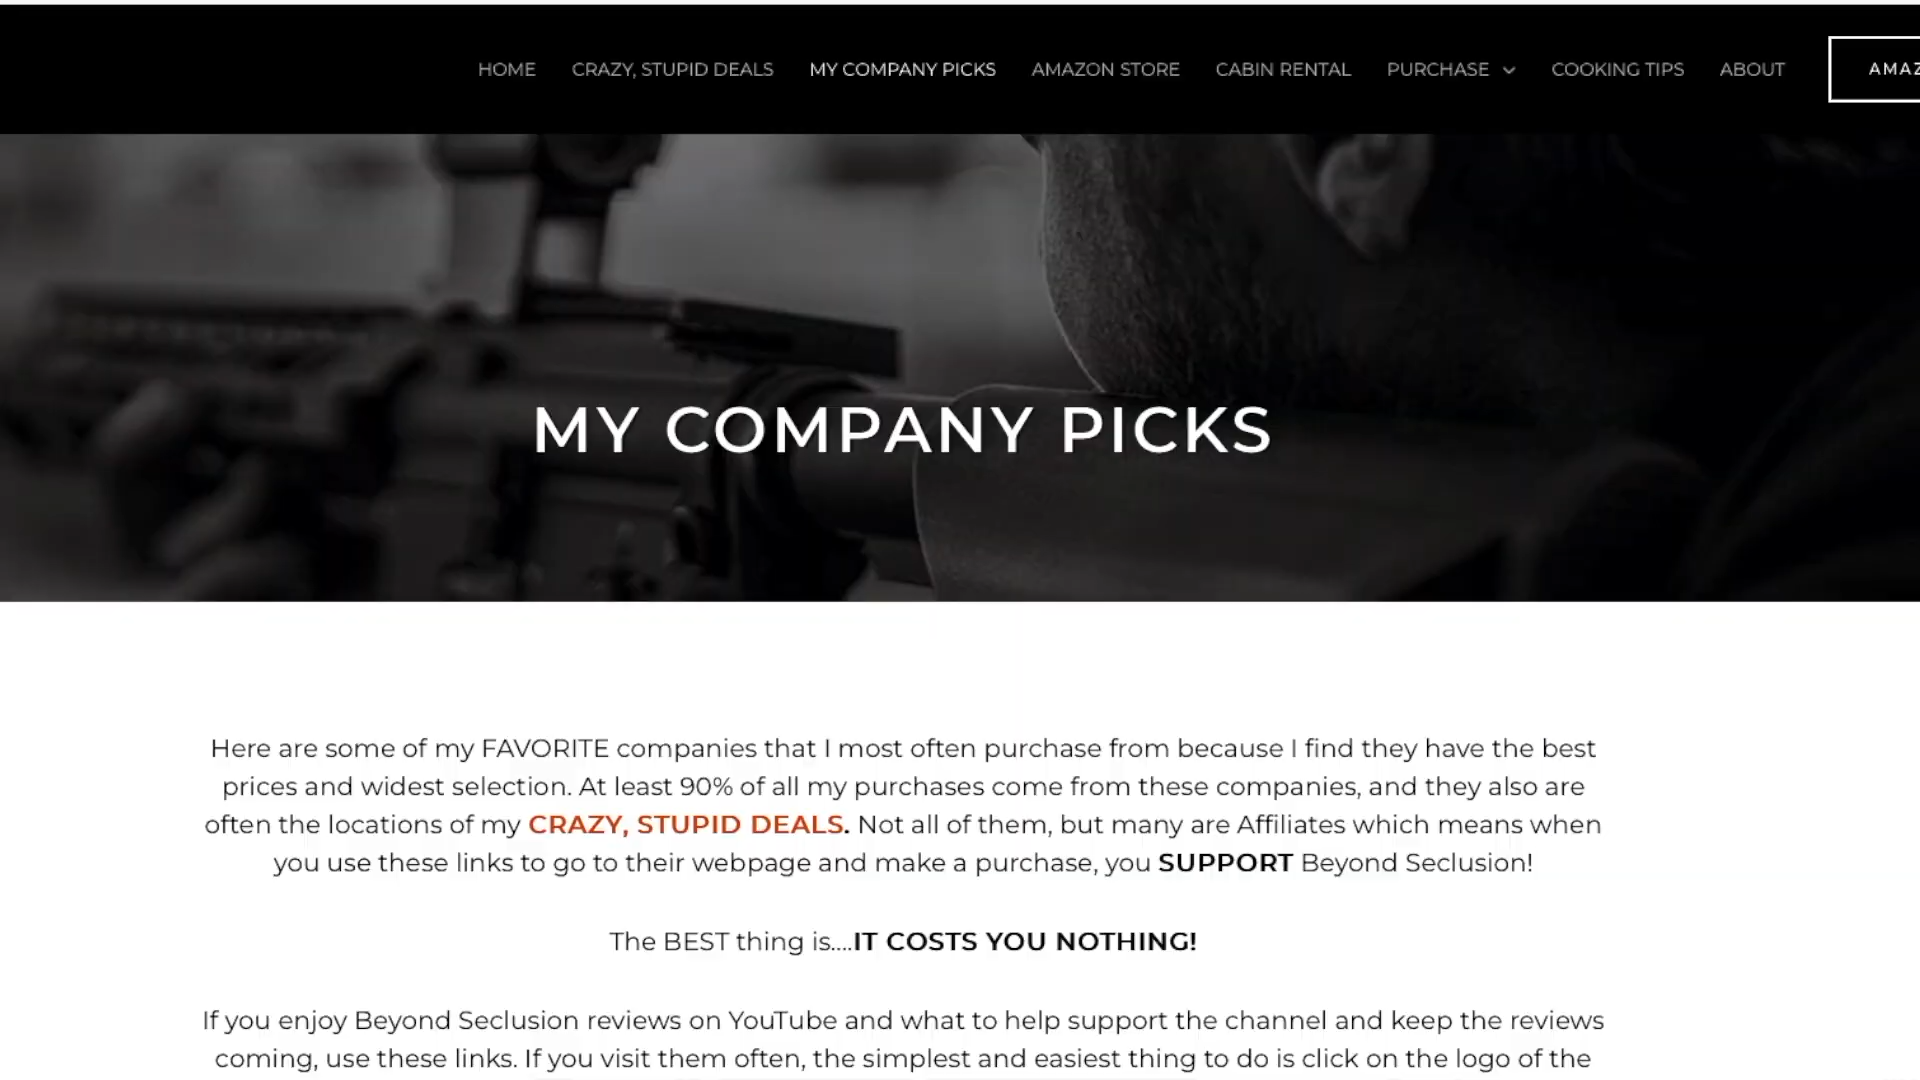 HOME CRAZY, STUPID DEALS MY COMPANY PICKS AMAZON STORE CABIN RENTAL PURCHASE COOKING TIPS ABOUT
MY COMPANY PICKS
Here are some of my FAVORITE companies that I most often purchase from because I find they have the best
prices and widest selection. At least 90% of all my purchases come from these companies, and they also are
often the locations of my CRAZY, STUPID DEALS. Not all of them, but many are Affiliates which means when
you use these links to go to their webpage and make a purchase, you SUPPORT Beyond Seclusion!
The BEST thing is....IT COSTS YOU NOTHING!
If you enjoy Beyond Seclusion reviews on YouTube and what to help support the channel and keep the reviews
coming, use these links. If you visit them often, the simplest and easiest thing to do is click on the logo of the